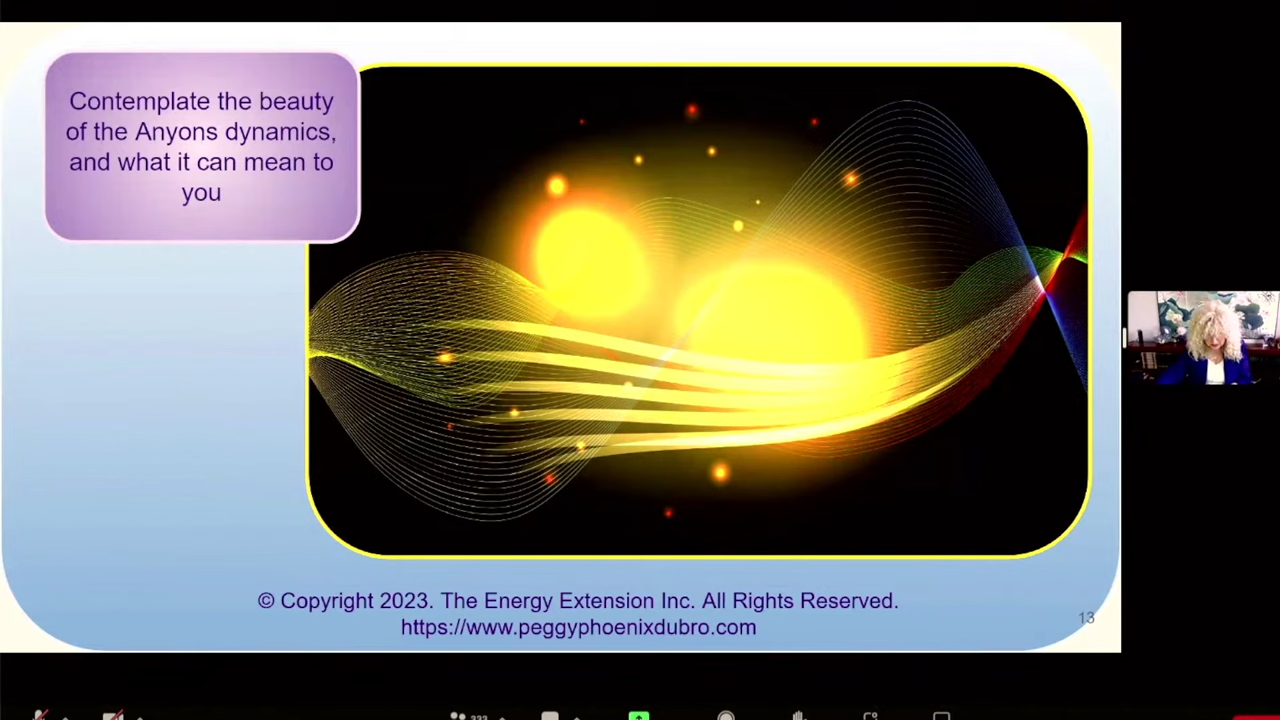 Contemplate the beauty
of the Anyons dynamics,
and what it can mean to
you
© Copyright 2023. The Energy Extension Inc. All Rights Reserved.
https://www.peggyphoenixdubro.com
13
333